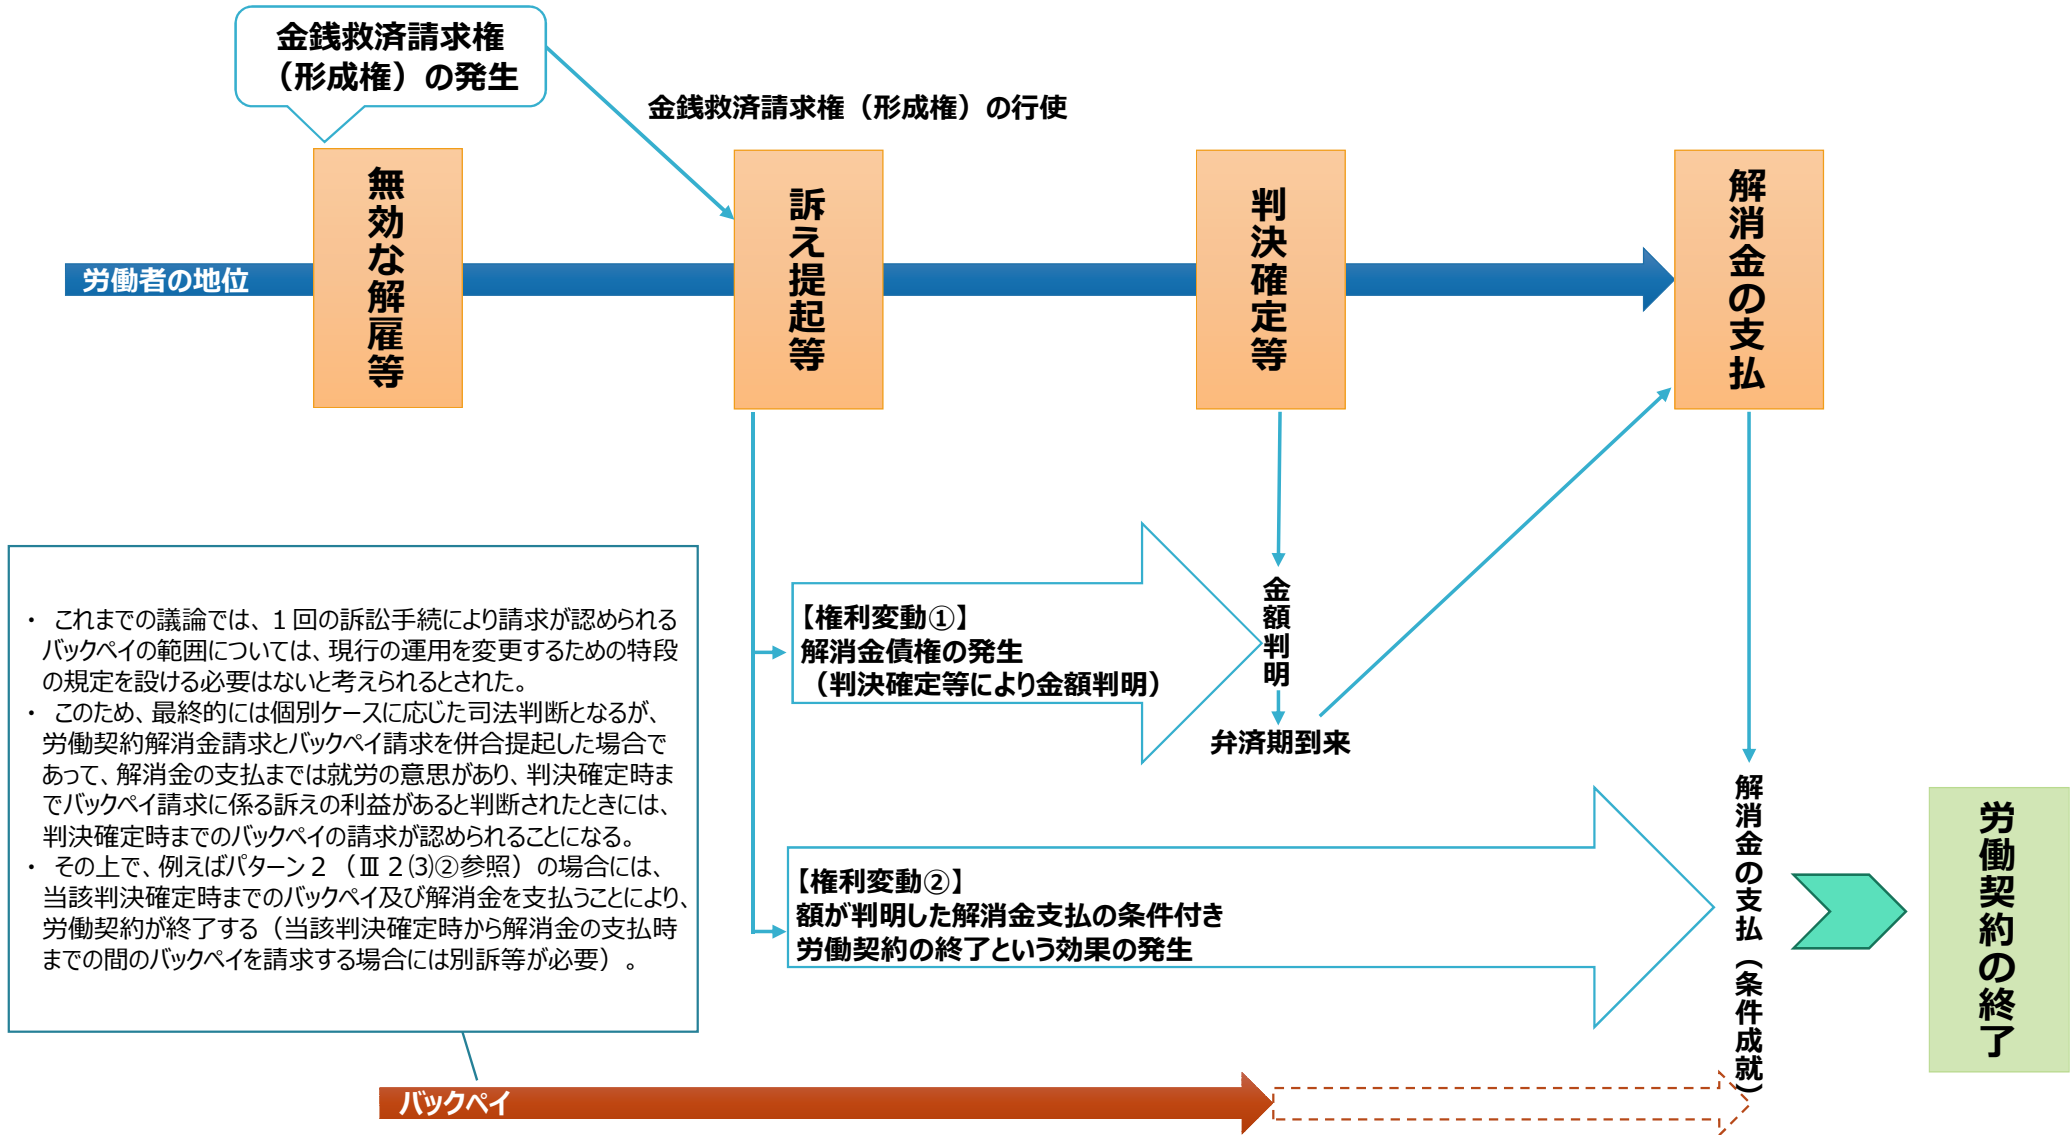 金銭救済請求権
（形成権）の発生
金銭救済請求権（形成権）の行使
無効な解雇等
訴え提起等
判決確定等
解消金の支払
労働者の地位
・ これまでの議論では、１回の訴訟手続により請求が認められる
バックペイの範囲については、現行の運用を変更するための特段
の規定を設ける必要はないと考えられるとされた。
・ このため、最終的には個別ケースに応じた司法判断となるが、
労働契約解消金請求とバックペイ請求を併合提起した場合で
あって、解消金の支払までは就労の意思があり、判決確定時ま
でバックペイ請求に係る訴えの利益があると判断されたときには、
判決確定時までのバックペイの請求が認められることになる。
・ その上で、例えばパターン２（Ⅲ２⑶②参照）の場合には、
当該判決確定時までのバックペイ及び解消金を支払うことにより、
労働契約が終了する（当該判決確定時から解消金の支払時
までの間のバックペイを請求する場合には別訴等が必要）。
【権利変動①】
解消金債権の発生
（判決確定等により金額判明）
金額判明
弁済期到来
【権利変動②】
額が判明した解消金支払の条件付き
労働契約の終了という効果の発生
解消金の支払（条件成就）
労働契約の終了
バックペイ